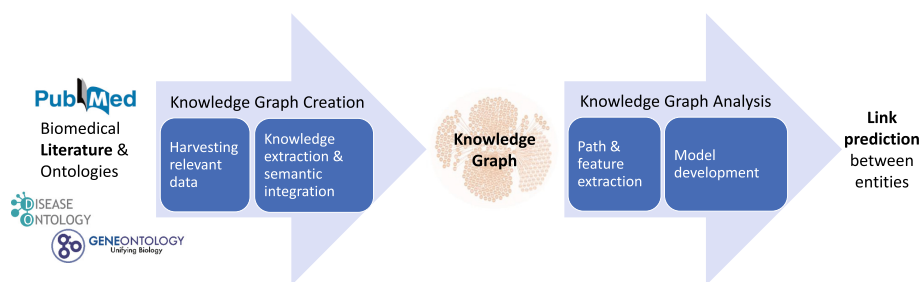 PubMed
Biomedical
Literature &
Ontologies
DISEASE
ONTOLOGY
GENEONTOLOGY
Unifying Biology
Knowledge Graph Creation
Harvesting
relevant
data
Knowledge
extraction &
semantic
integration
Knowledge
Graph
Knowledge Graph Analysis
Path &
feature
extraction
Model
development
Link
prediction
between
entities